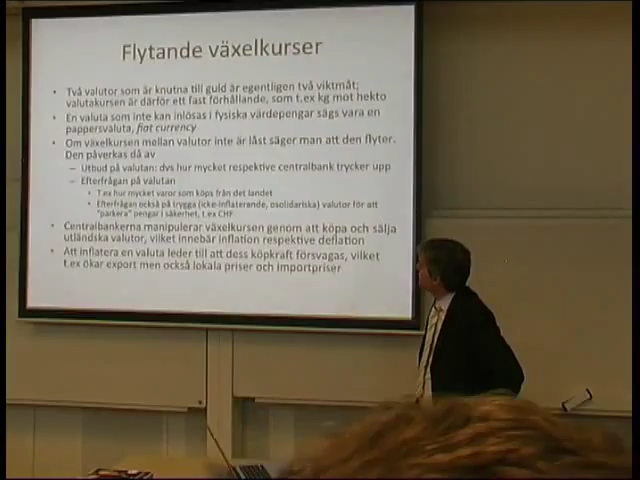 Flytande växelkurser
• Två valutor som är knutna till guld är egentligen två viktmåt;
valutakursen är därför ett fast förhållande, som t.ex kg mot hekto
• En valuta som inte kan inlösas i fysiska värdepengar sägs vara en
pappersvaluta, fiat currency
• Om växelkursen mellan valutor inte är låst säger man att den flyter.
Den påverkas då av
– Utbud på valutan: dvs hur mycket respektive centralbank trycker upp
– Efterfrågan på valutan
• T.ex hur mycket varor som köps från det landet
• Efterfrågan också på trygga (icke-inflaterande, osolidariska) valutor för att
"parkera" pengar i säkerhet, t.ex CHF
• Centralbankerna manipulerar växelkursen genom att köpa och sälja
utländska valutor, vilket innebär inflation respektive deflation
• Att inflatera en valuta leder till att dess köpkraft försvagas, vilket
t.ex ökar export men också lokala priser och importpriser